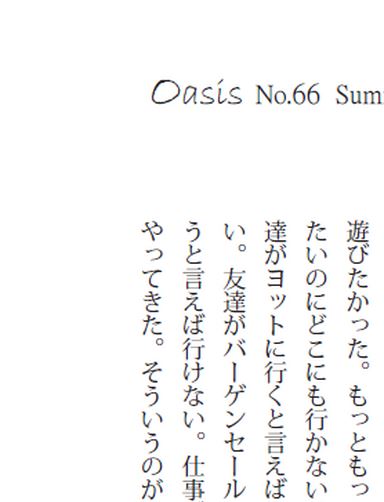 Oasis No.66 Sum
遊びたかった。もっともっ
たいのにどこにも行かない
達がヨットに行くと言えば
い。友達がバーゲンセール
うと言えば行けない。仕事
やってきた。そういうのが